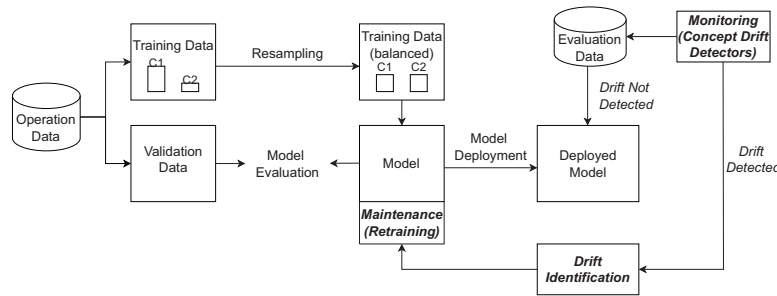 Operation
Data
Training Data
C1
C2
Resampling
Training Data
(balanced)
C1
C2
Validation
Data
Model
Evaluation
Model
Maintenance
(Retraining)
Model
Deployment
Deployed
Model
Evaluation
Data
Drift Not
Detected
Monitoring
(Concept Drift
Detectors)
Drift
Detected
Drift
Identification